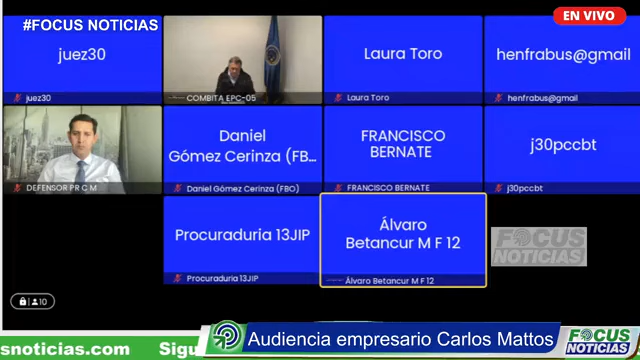 #FOCUS NOTICIAS
EN VIVO
juez30
juez30
COMBITA EPC-05
Laura Toro
Laura Toro
henfrabus@gmail
henfrabus@gmail
DEFENSOR PR C M
Daniel
Gómez Cerinza (FB...
Daniel Gómez Cerinza (FBO)
FRANCISCO
BERNATE
FRANCISCO BERNATE
j30pccbt
j30pccbt
Procuraduria 13JIP
Procuraduria 13JIP
Álvaro
Betancur M F 12
Álvaro Betancur M F 12
FOCUS
NOTICIAS
10
snoticias.com
Sigu
Audiencia empresario Carlos Mattos
FOCUS
NOTICIAS